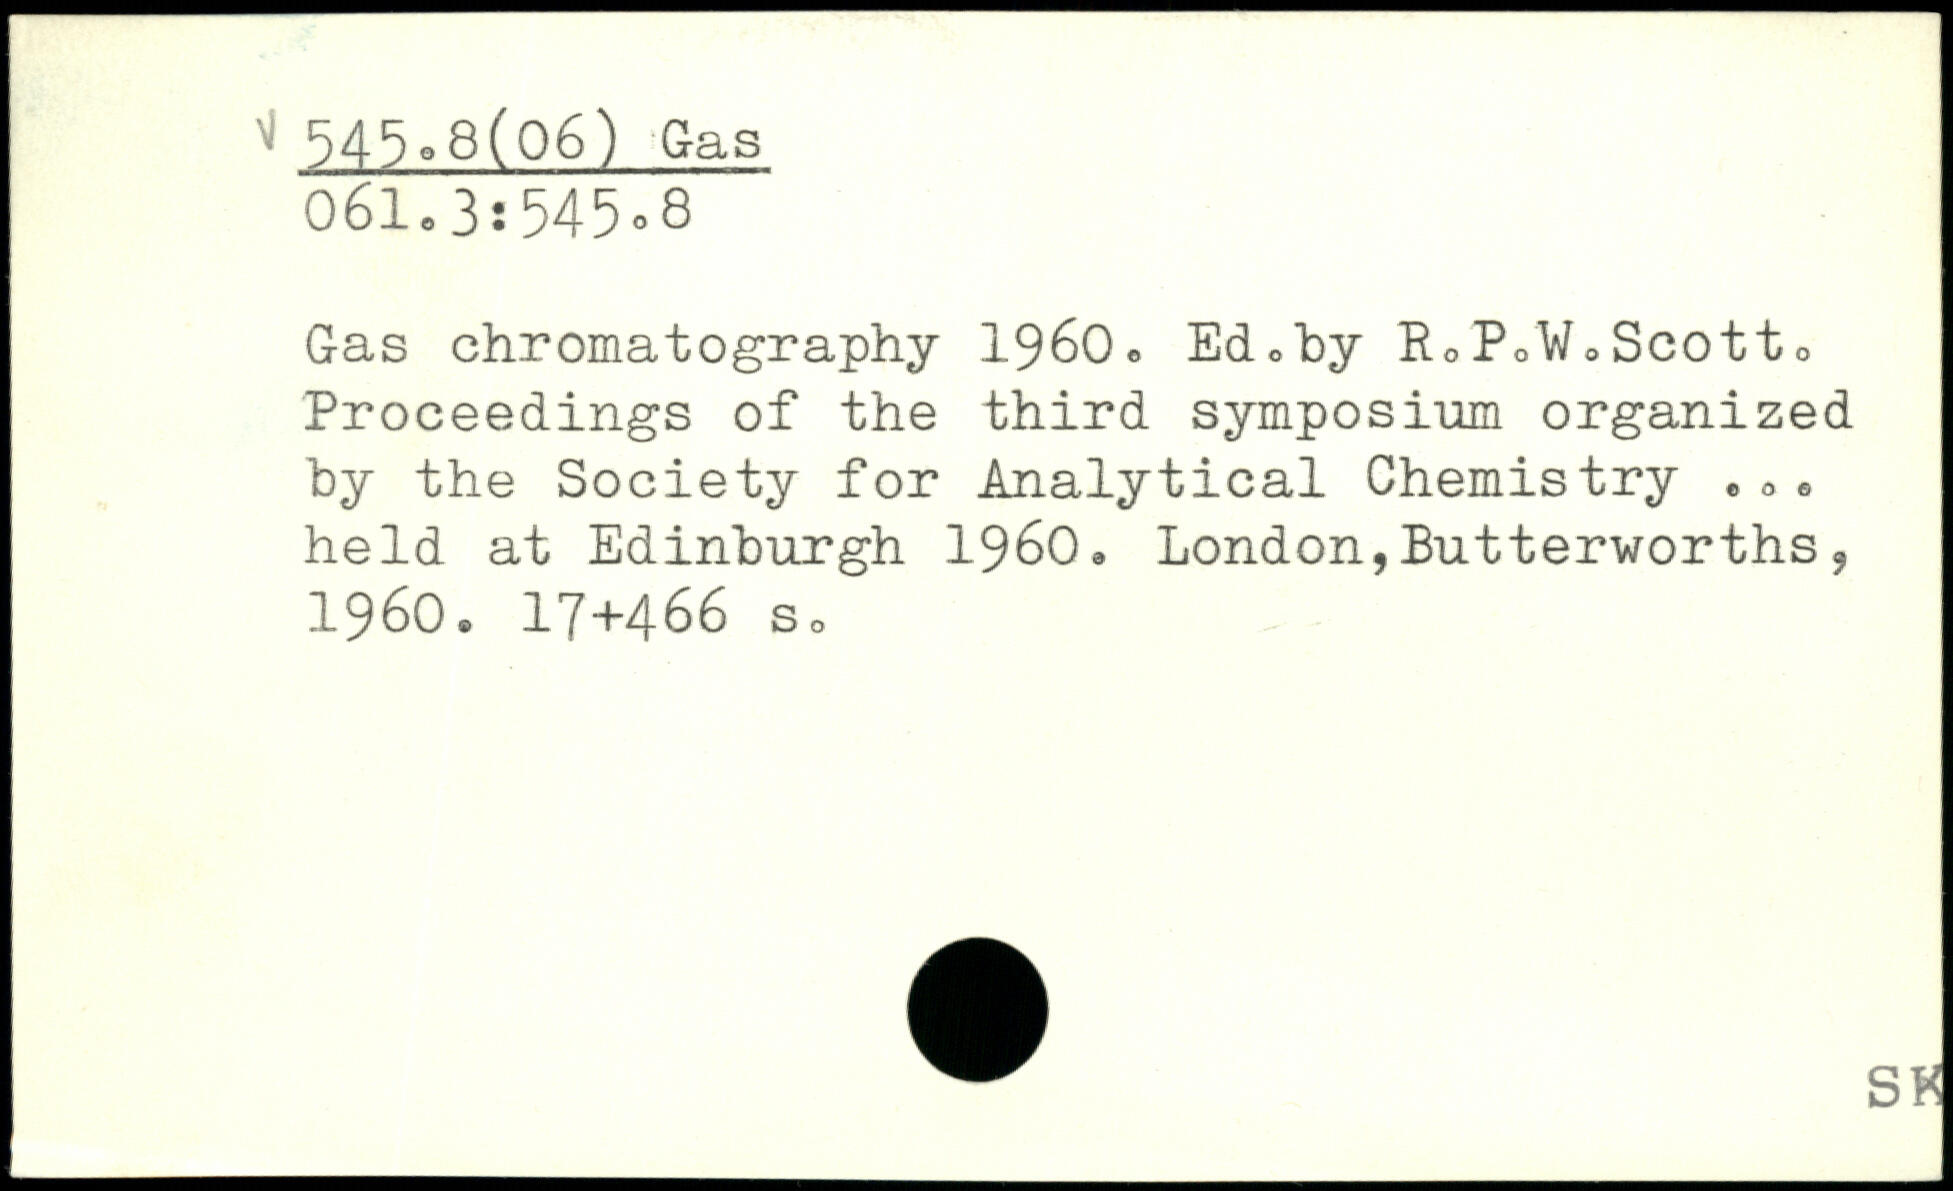 V 545.8(06) Gas
061.3:545.8
Gas chromatography 1960. Ed.by R.P.W.Scott.
Proceedings of the third symposium organized
by the Society for Analytical Chemistry ...
held at Edinburgh 1960. London,Butterworths,
1960. 17+466 s.
SK